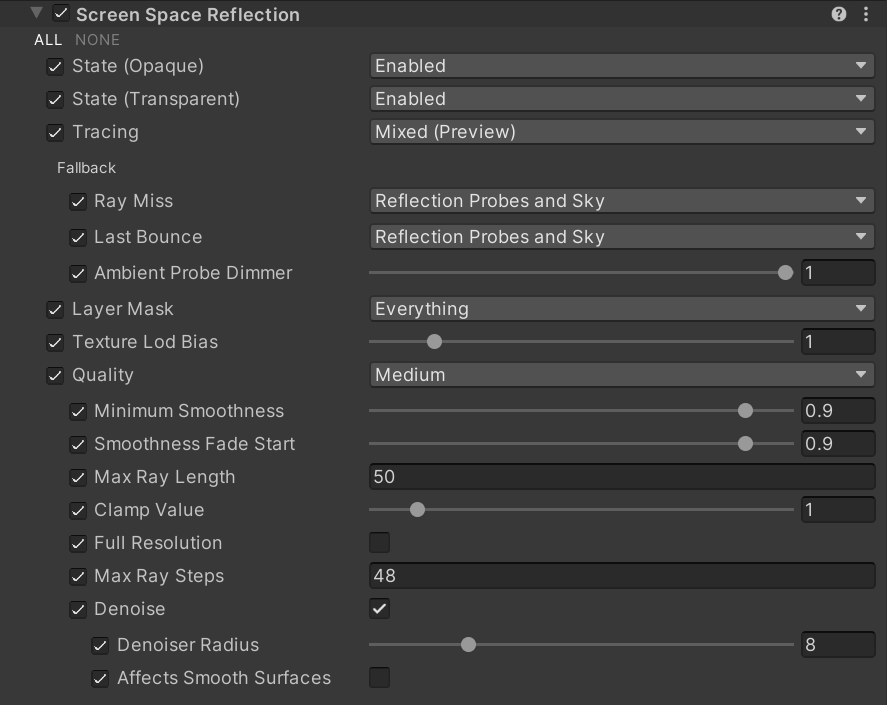 Screen Space Reflection
ALL NONE
State (Opaque) Enabled
State (Transparent) Enabled
Tracing Mixed (Preview)
Fallback
Ray Miss Reflection Probes and Sky
Last Bounce Reflection Probes and Sky
Ambient Probe Dimmer 1
Layer Mask Everything
Texture Lod Bias 1
Quality Medium
Minimum Smoothness 0.9
Smoothness Fade Start 0.9
Max Ray Length 50
Clamp Value 1
Full Resolution
Max Ray Steps 48
Denoise
Denoiser Radius 8
Affects Smooth Surfaces